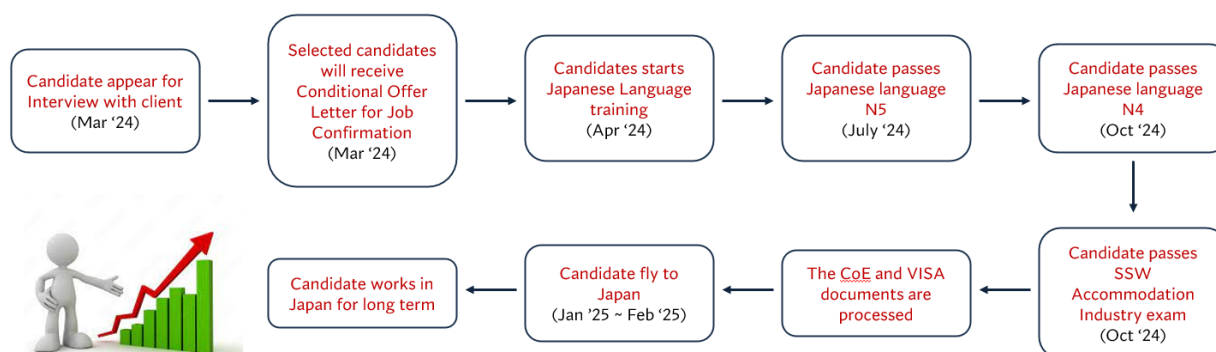 Candidate appear for
Interview with client
(Mar ‘24)
Selected candidates
will receive
Conditional Offer
Letter for Job
Confirmation
(Mar ‘24)
Candidates starts
Japanese Language
training
(Apr ‘24)
Candidate passes
Japanese language
N5
(July ‘24)
Candidate passes
Japanese language
N4
(Oct ‘24)
Candidate passes
SSW
Accommodation
Industry exam
(Oct ‘24)
The CoE and VISA
documents are
processed
Candidate fly to
Japan
(Jan ’25 ~ Feb ‘25)
Candidate works in
Japan for long term